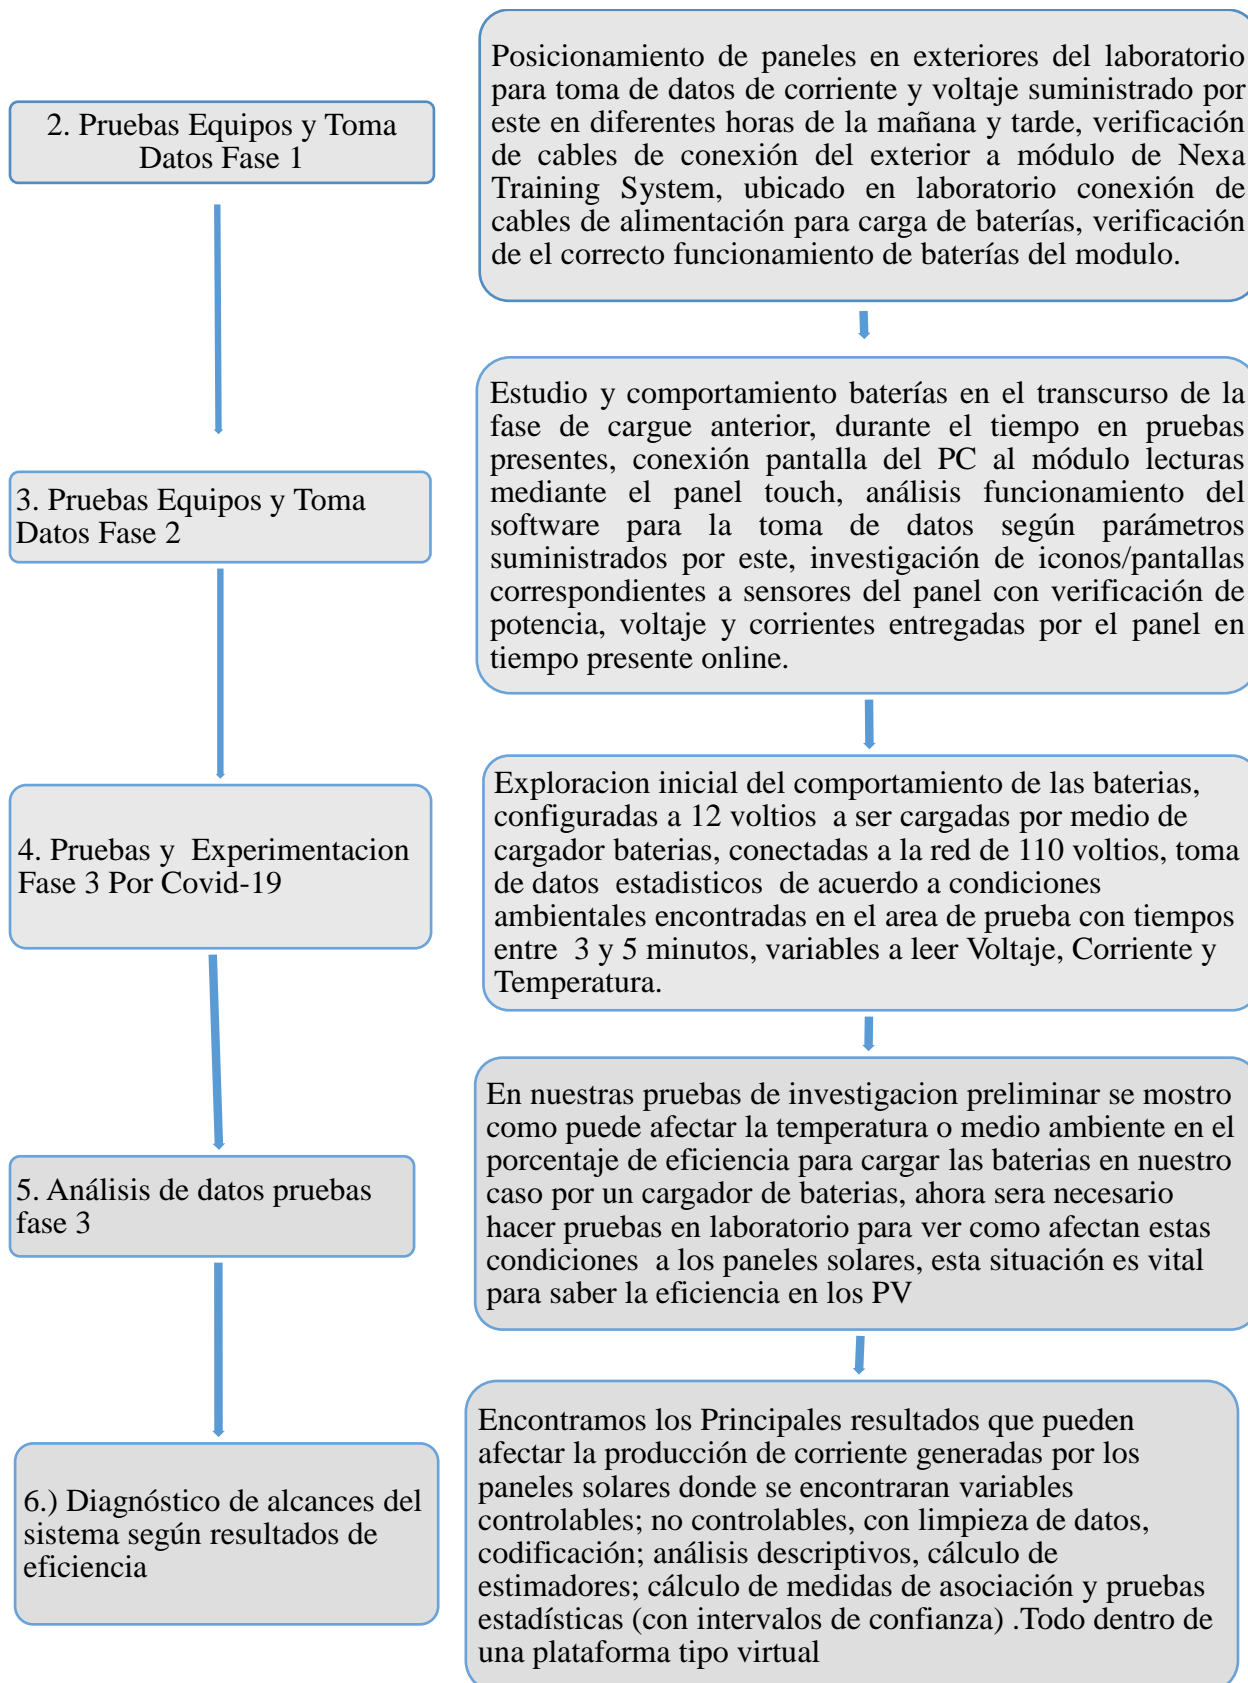 2. Pruebas Equipos y Toma
Datos Fase 1
Posicionamiento de paneles en exteriores del laboratorio
para toma de datos de corriente y voltaje suministrado por
este en diferentes horas de la mañana y tarde, verificación
de cables de conexión del exterior a módulo de Nexa
Training System, ubicado en laboratorio conexión de
cables de alimentación para carga de baterías, verificación
de el correcto funcionamiento de baterías del modulo.
3. Pruebas Equipos y Toma
Datos Fase 2
Estudio y comportamiento baterías en el transcurso de la
fase de cargue anterior, durante el tiempo en pruebas
presentes, conexión pantalla del PC al módulo lecturas
mediante el panel touch, análisis funcionamiento del
software para la toma de datos según parámetros
suministrados por este, investigación de iconos/pantallas
correspondientes a sensores del panel con verificación de
potencia, voltaje y corrientes entregadas por el panel en
tiempo presente online.
4. Pruebas y Experimentacion
Fase 3 Por Covid-19
Exploracion inicial del comportamiento de las baterias,
configuradas a 12 voltios a ser cargadas por medio de
cargador baterias, conectadas a la red de 110 voltios, toma
de datos estadisticos de acuerdo a condiciones
ambientales encontradas en el area de prueba con tiempos
entre 3 y 5 minutos, variables a leer Voltaje, Corriente y
Temperatura.
5. Análisis de datos pruebas
fase 3
En nuestras pruebas de investigacion preliminar se mostro
como puede afectar la temperatura o medio ambiente en el
porcentaje de eficiencia para cargar las baterias en nuestro
caso por un cargador de baterias, ahora sera necesario
hacer pruebas en laboratorio para ver como afectan estas
condiciones a los paneles solares, esta situación es vital
para saber la eficiencia en los PV
6.) Diagnóstico de alcances del
sistema según resultados de
eficiencia
Encontramos los Principales resultados que pueden
afectar la producción de corriente generadas por los
paneles solares donde se encontraran variables
controlables; no controlables, con limpieza de datos,
codificación; análisis descriptivos, cálculo de
estimadores; cálculo de medidas de asociación y pruebas
estadísticas (con intervalos de confianza) .Todo dentro de
una plataforma tipo virtual